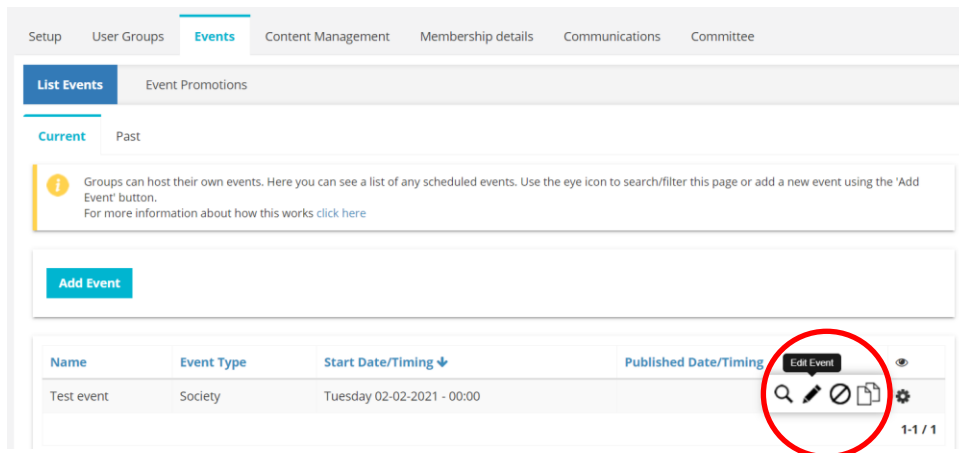 Setup User Groups Events Content Management Membership details Communications Committee
List Events Event Promotions
Current Past
Groups can host their own events. Here you can see a list of any scheduled events. Use the eye icon to search/filter this page or add a new event using the 'Add
Event' button.
For more information about how this works click here
Add Event
Name Event Type Start Date/Timing Published Date/Timing Edit Event
Test event Society Tuesday 02-02-2021 - 00:00
1-1 / 1